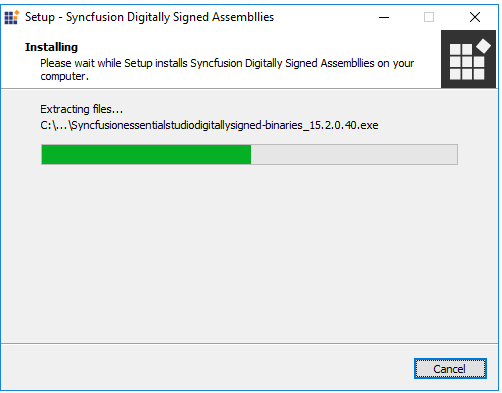 Setup - Syncfusion Digitally Signed Assembllies
Installing
Please wait while Setup installs Syncfusion Digitally Signed Assembllies on your
computer.
Extracting files...
C:\...\Syncfusionessentialstudiodigitallysigned-binaries_15.2.0.40.exe
Cancel